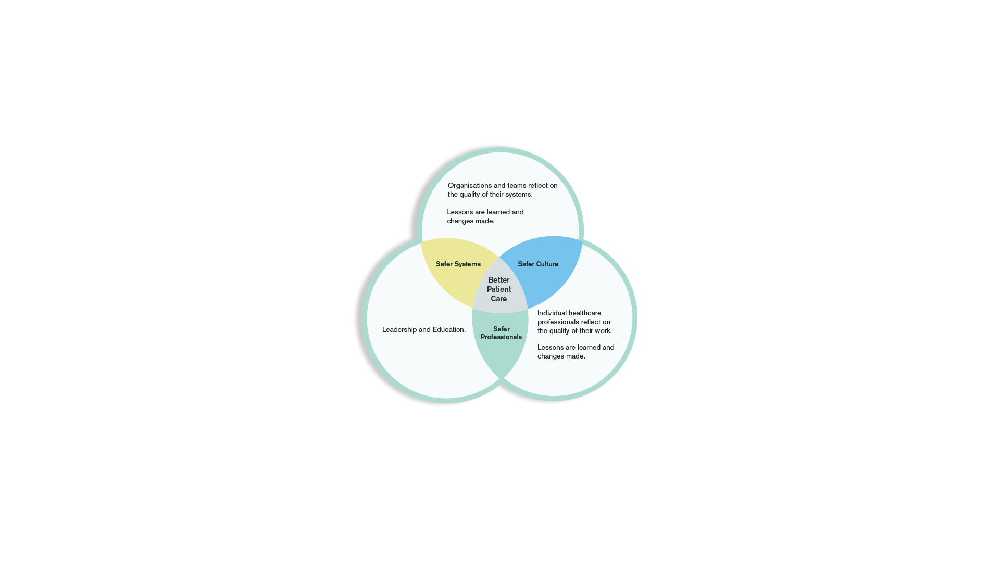 Organisations and teams reflect on
the quality of their systems.
Lessons are learned and
changes made.
Safer Systems
Safer Culture
Better
Patient
Care
Leadership and Education.
Safer
Professionals
Individual healthcare
professionals reflect on
the quality of their work.
Lessons are learned and
changes made.